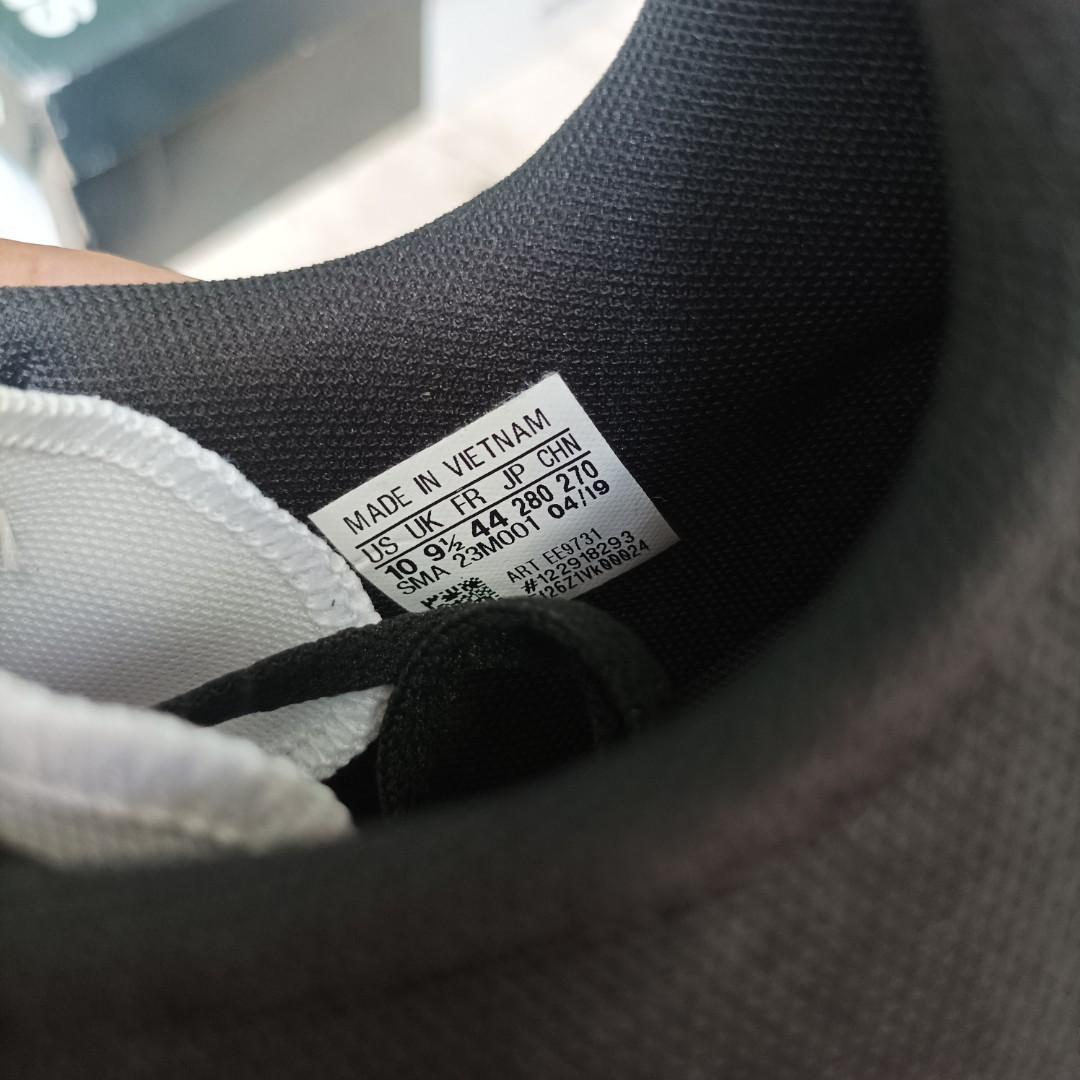 MADE IN VIETNAM
US UK FR JP CHN
10 9½ 44 280 270
SMA 23M001 04/19
ART EE9731
#122918293